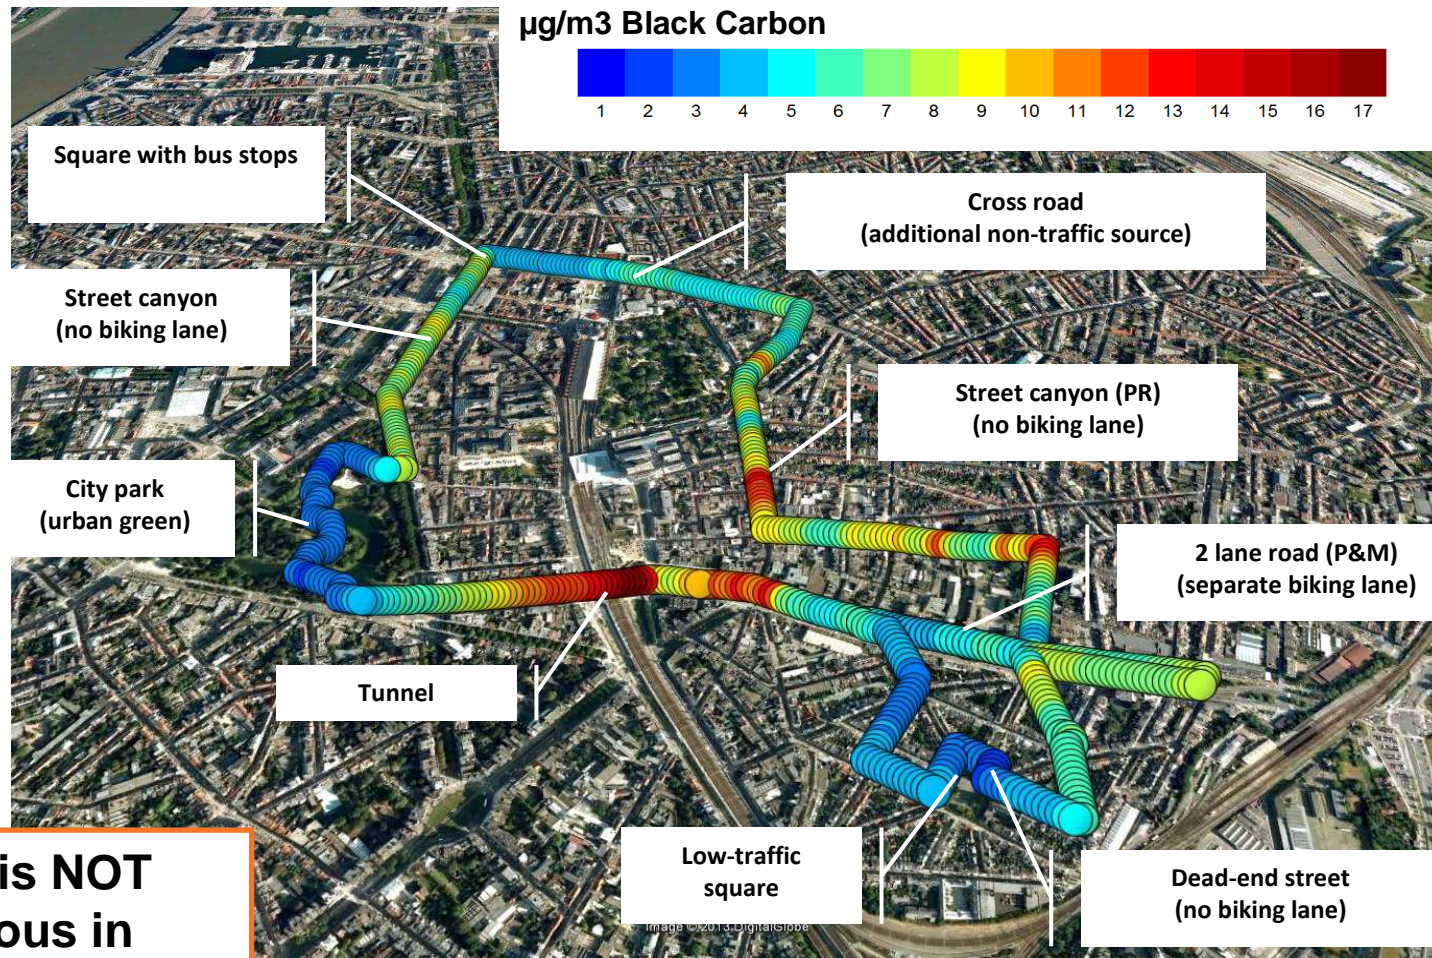 µg/m3 Black Carbon
1 2 3 4 5 6 7 8 9 10 11 12 13 14 15 16 17
Square with bus stops
Cross road
(additional non-traffic source)
Street canyon
(no biking lane)
Street canyon (PR)
(no biking lane)
City park
(urban green)
2 lane road (P&M)
(separate biking lane)
Tunnel
Low-traffic
square
Dead-end street
(no biking lane)
is NOT
ous in
Image ©2013 DigitalGlobe